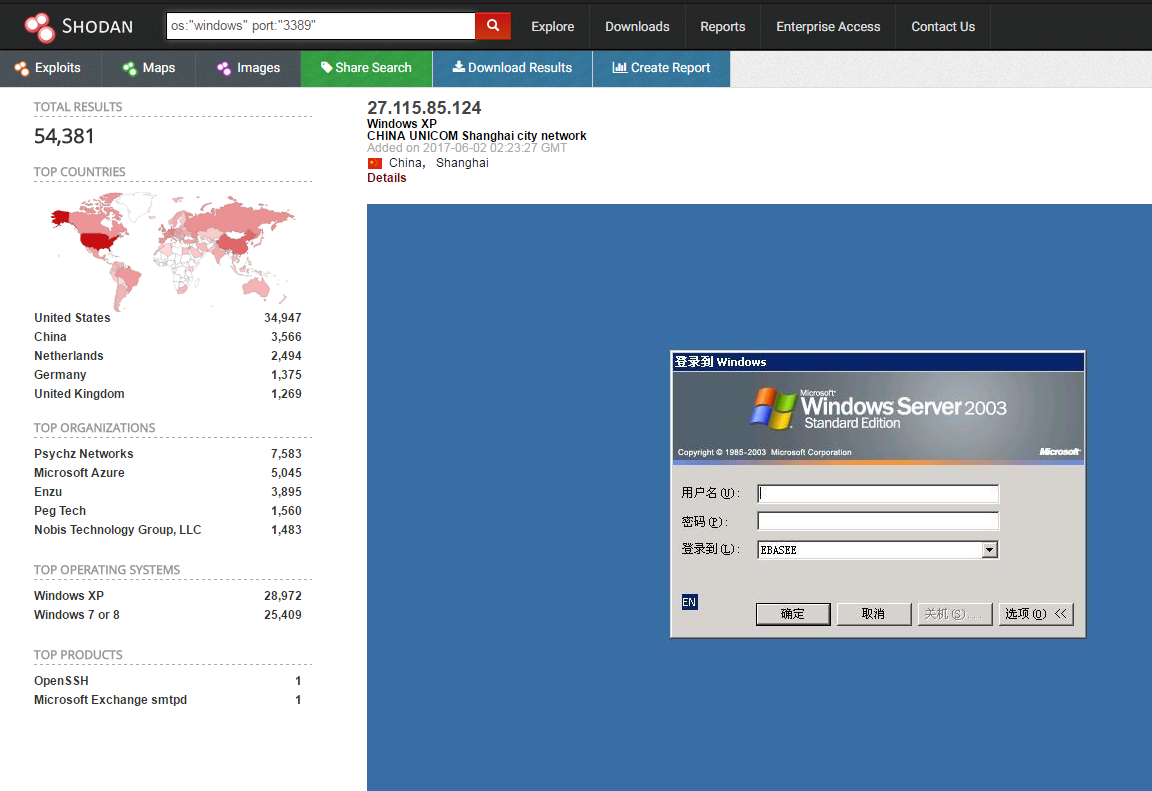 SHODAN
os:"windows" port:"3389"
Explore
Downloads
Reports
Enterprise Access
Contact Us
Exploits
Maps
Images
Share Search
Download Results
Create Report
TOTAL RESULTS
54,381
TOP COUNTRIES
United States 34,947
China 3,566
Netherlands 2,494
Germany 1,375
United Kingdom 1,269
TOP ORGANIZATIONS
Psychz Networks 7,583
Microsoft Azure 5,045
Enzu 3,895
Peg Tech 1,560
Nobis Technology Group, LLC 1,483
TOP OPERATING SYSTEMS
Windows XP 28,972
Windows 7 or 8 25,409
TOP PRODUCTS
OpenSSH 1
Microsoft Exchange smtpd 1
27.115.85.124
Windows XP
CHINA UNICOM Shanghai city network
Added on 2017-06-02 02:23:27 GMT
China, Shanghai
Details
登录到 Windows
Microsoft
Windows Server 2003
Standard Edition
Copyright © 1985-2003 Microsoft Corporation
Microsoft
用户名(U):
密码(P):
登录到(L): EBASEE
EN
确定
取消
关机(S)...
选项(O) <<